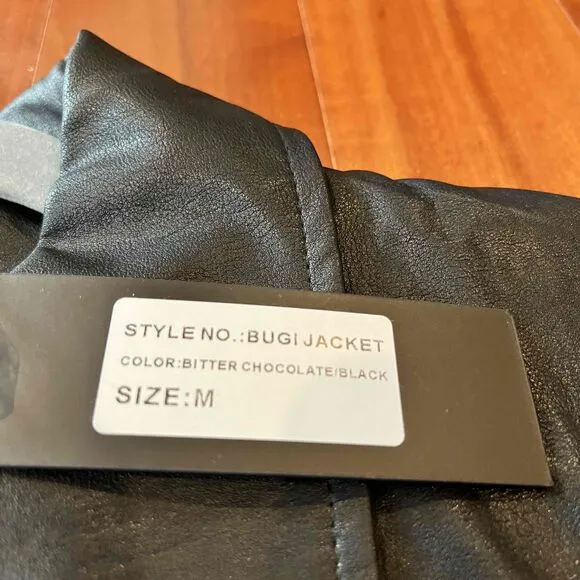 STYLE NO.:BUGI JACKET
COLOR:BITTER CHOCOLATE/BLACK
SIZE:M